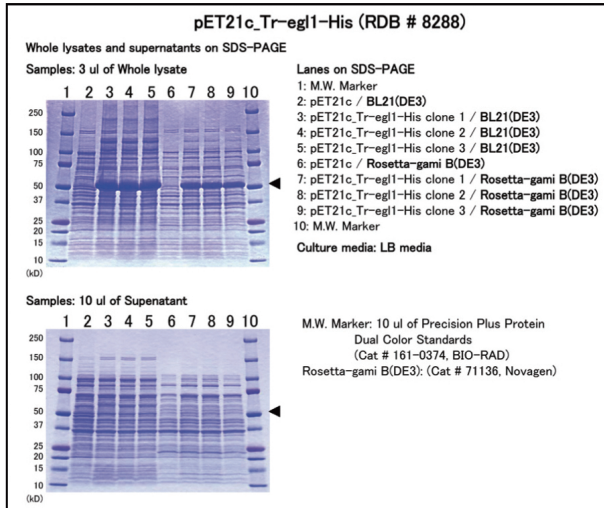 pET21c_Tr-egl1-His (RDB # 8288)
Whole lysates and supernatants on SDS-PAGE
Samples: 3 ul of Whole lysate
1 2 3 4 5 6 7 8 9 10
250
150
100
75
50
37
25
20
15
10
(kD)
Lanes on SDS-PAGE
1: M.W. Marker
2: pET21c / BL21(DE3)
3: pET21c_Tr-egl1-His clone 1 / BL21(DE3)
4: pET21c_Tr-egl1-His clone 2 / BL21(DE3)
5: pET21c_Tr-egl1-His clone 3 / BL21(DE3)
6: pET21c / Rosetta-gami B(DE3)
7: pET21c_Tr-egl1-His clone 1 / Rosetta-gami B(DE3)
8: pET21c_Tr-egl1-His clone 2 / Rosetta-gami B(DE3)
9: pET21c_Tr-egl1-His clone 3 / Rosetta-gami B(DE3)
10: M.W. Marker
Culture media: LB media
Samples: 10 ul of Supenatant
1 2 3 4 5 6 7 8 9 10
250
150
100
75
50
37
25
20
15
10
(kD)
M.W. Marker: 10 ul of Precision Plus Protein
Dual Color Standards
(Cat # 161-0374, BIO-RAD)
Rosetta-gami B(DE3): (Cat # 71136, Novagen)